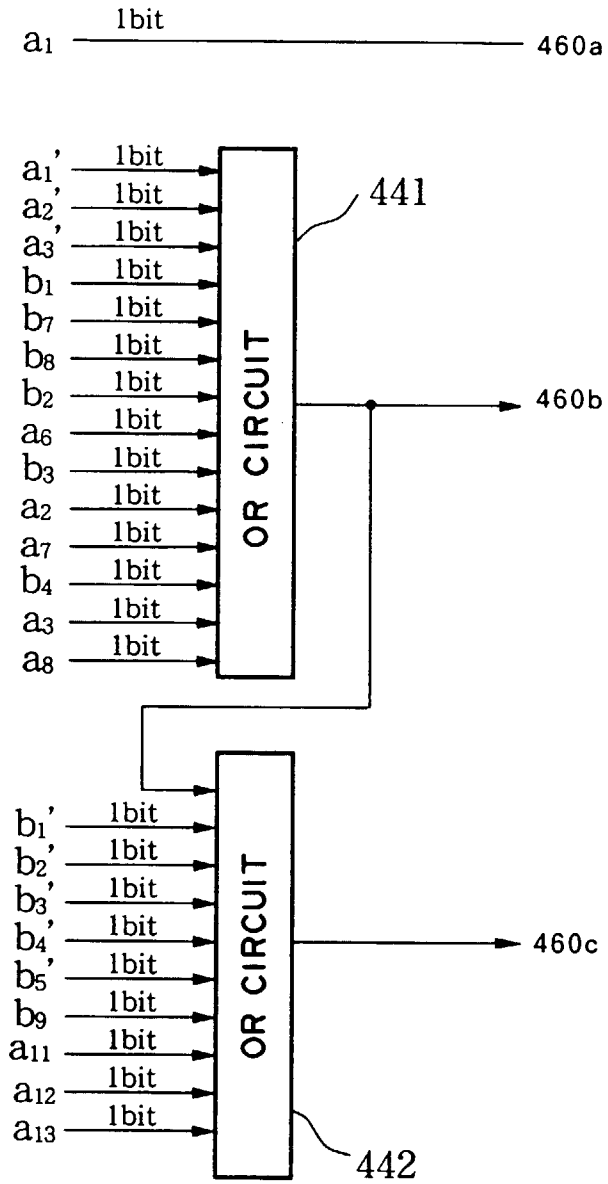 a₁ 1bit 460a
a₁’ 1bit
441
a₂’ 1bit
a₃’ 1bit
b₁ 1bit
b₇ 1bit
b₈ 1bit
b₂ 1bit
OR CIRCUIT
460b
a₆ 1bit
b₃ 1bit
a₂ 1bit
a₇ 1bit
b₄ 1bit
a₃ 1bit
a₈ 1bit
b₁’ 1bit
b₂’ 1bit
b₃’ 1bit
b₄’ 1bit
OR CIRCUIT
460c
b₅’ 1bit
b₉ 1bit
a₁₁ 1bit
a₁₂ 1bit
a₁₃ 1bit
442